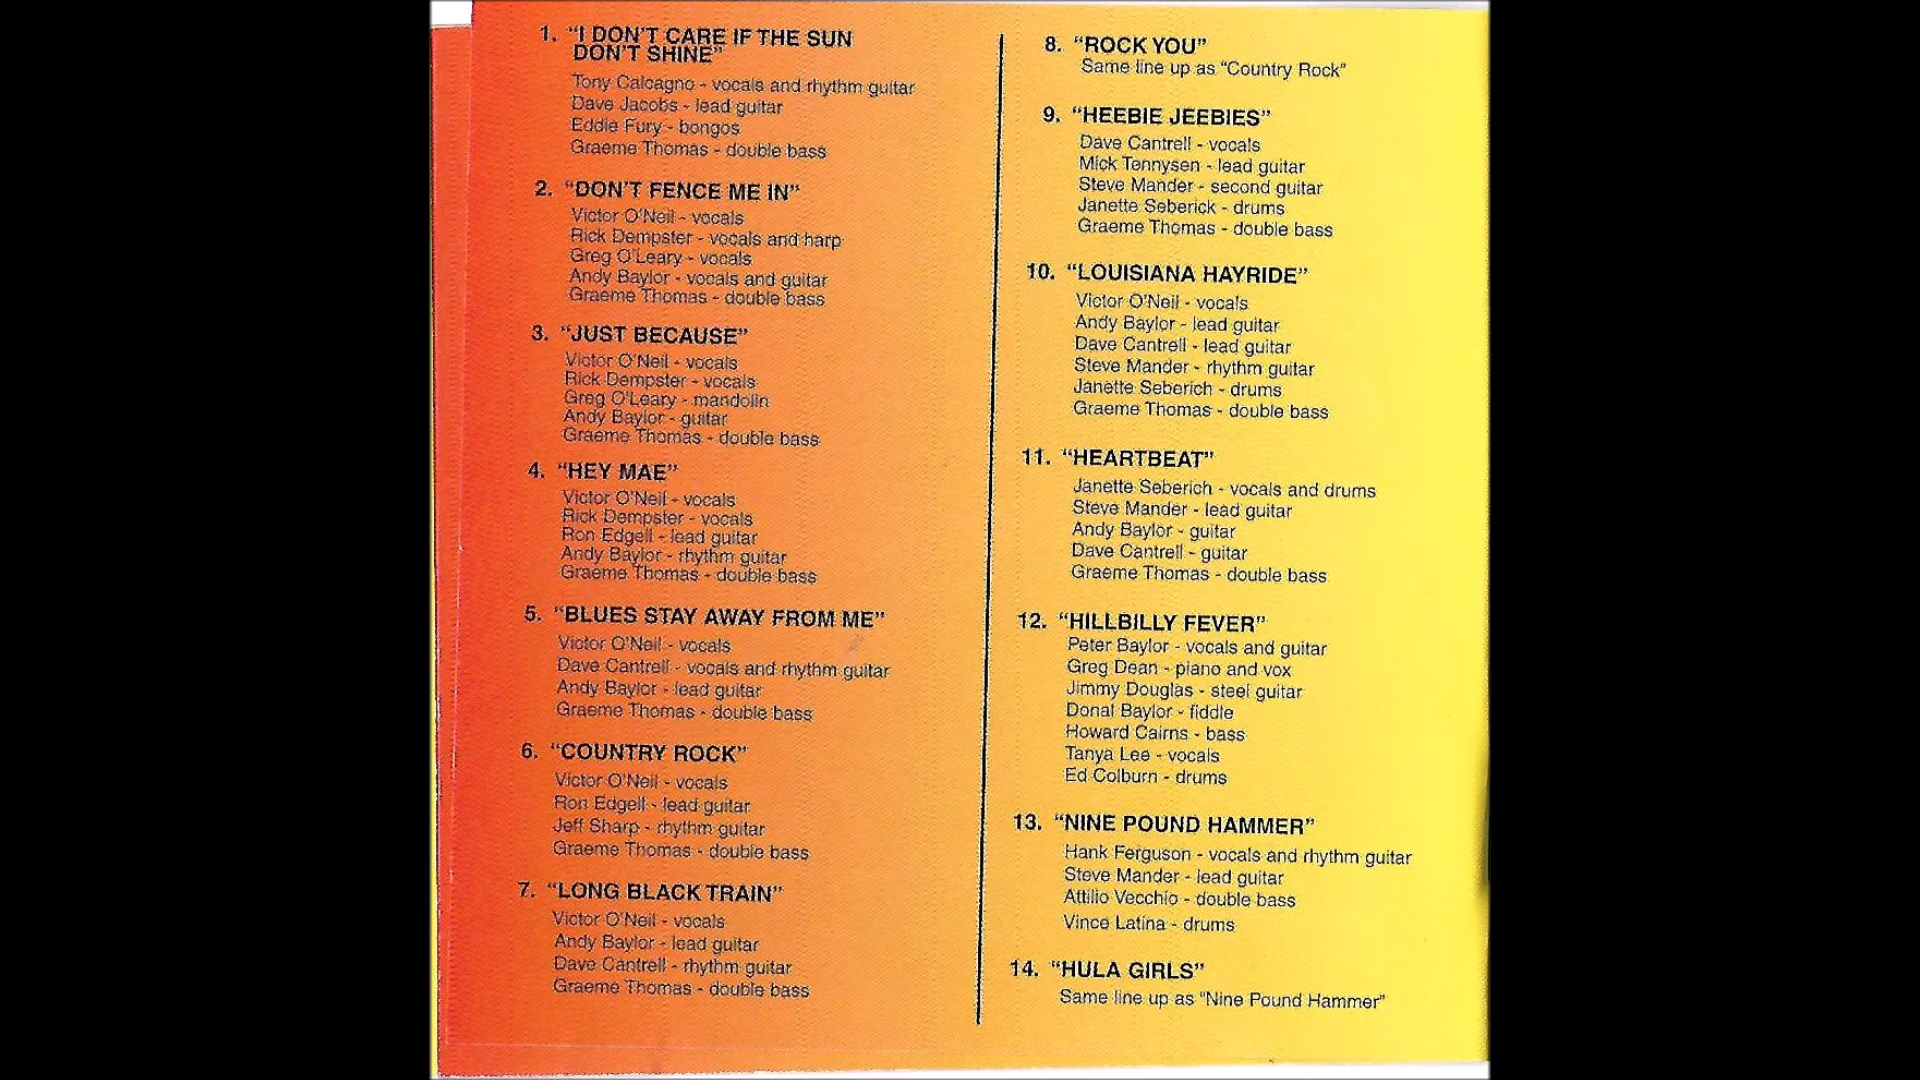 1. "I DON'T CARE IF THE SUN
DON'T SHINE"
Tony Calcagno - vocals and rhythm guitar
Dave Jacobs - lead guitar
Eddie Fury - bongos
Graeme Thomas - double bass
2. "DON'T FENCE ME IN"
Victor O'Neil - vocals
Rick Dempster - vocals and harp
Greg O'Leary - vocals
Andy Baylor - vocals and guitar
Graeme Thomas - double bass
3. "JUST BECAUSE"
Victor O'Neil - vocals
Rick Dempster - vocals
Greg O'Leary - mandolin
Andy Baylor - guitar
Graeme Thomas - double bass
4. "HEY MAE"
Victor O'Neil - vocals
Rick Dempster - vocals
Ron Edgell - lead guitar
Andy Baylor - rhythm guitar
Graeme Thomas - double bass
5. "BLUES STAY AWAY FROM ME"
Victor O'Neil - vocals
Dave Cantrell - vocals and rhythm guitar
Andy Baylor - lead guitar
Graeme Thomas - double bass
6. "COUNTRY ROCK"
Victor O'Neil - vocals
Ron Edgell - lead guitar
Jeff Sharp - rhythm guitar
Graeme Thomas - double bass
7. "LONG BLACK TRAIN"
Victor O'Neil - vocals
Andy Baylor - lead guitar
Dave Cantrell - rhythm guitar
Graeme Thomas - double bass
8. "ROCK YOU"
Same line up as "Country Rock"
9. "HEEBIE JEEBIES"
Dave Cantrell - vocals
Mick Tennysen - lead guitar
Steve Mander - second guitar
Janette Seberick - drums
Graeme Thomas - double bass
10. "LOUISIANA HAYRIDE"
Victor O'Neil - vocals
Andy Baylor - lead guitar
Dave Cantrell - lead guitar
Steve Mander - rhythm guitar
Janette Seberich - drums
Graeme Thomas - double bass
11. "HEARTBEAT"
Janette Seberich - vocals and drums
Steve Mander - lead guitar
Andy Baylor - guitar
Dave Cantrell - guitar
Graeme Thomas - double bass
12. "HILLBILLY FEVER"
Peter Baylor - vocals and guitar
Greg Dean - piano and vox
Jimmy Douglas - steel guitar
Donal Baylor - fiddle
Howard Cairns - bass
Tanya Lee - vocals
Ed Colburn - drums
13. "NINE POUND HAMMER"
Hank Ferguson - vocals and rhythm guitar
Steve Mander - lead guitar
Attilio Vecchio - double bass
Vince Latina - drums
14. "HULA GIRLS"
Same line up as "Nine Pound Hammer"